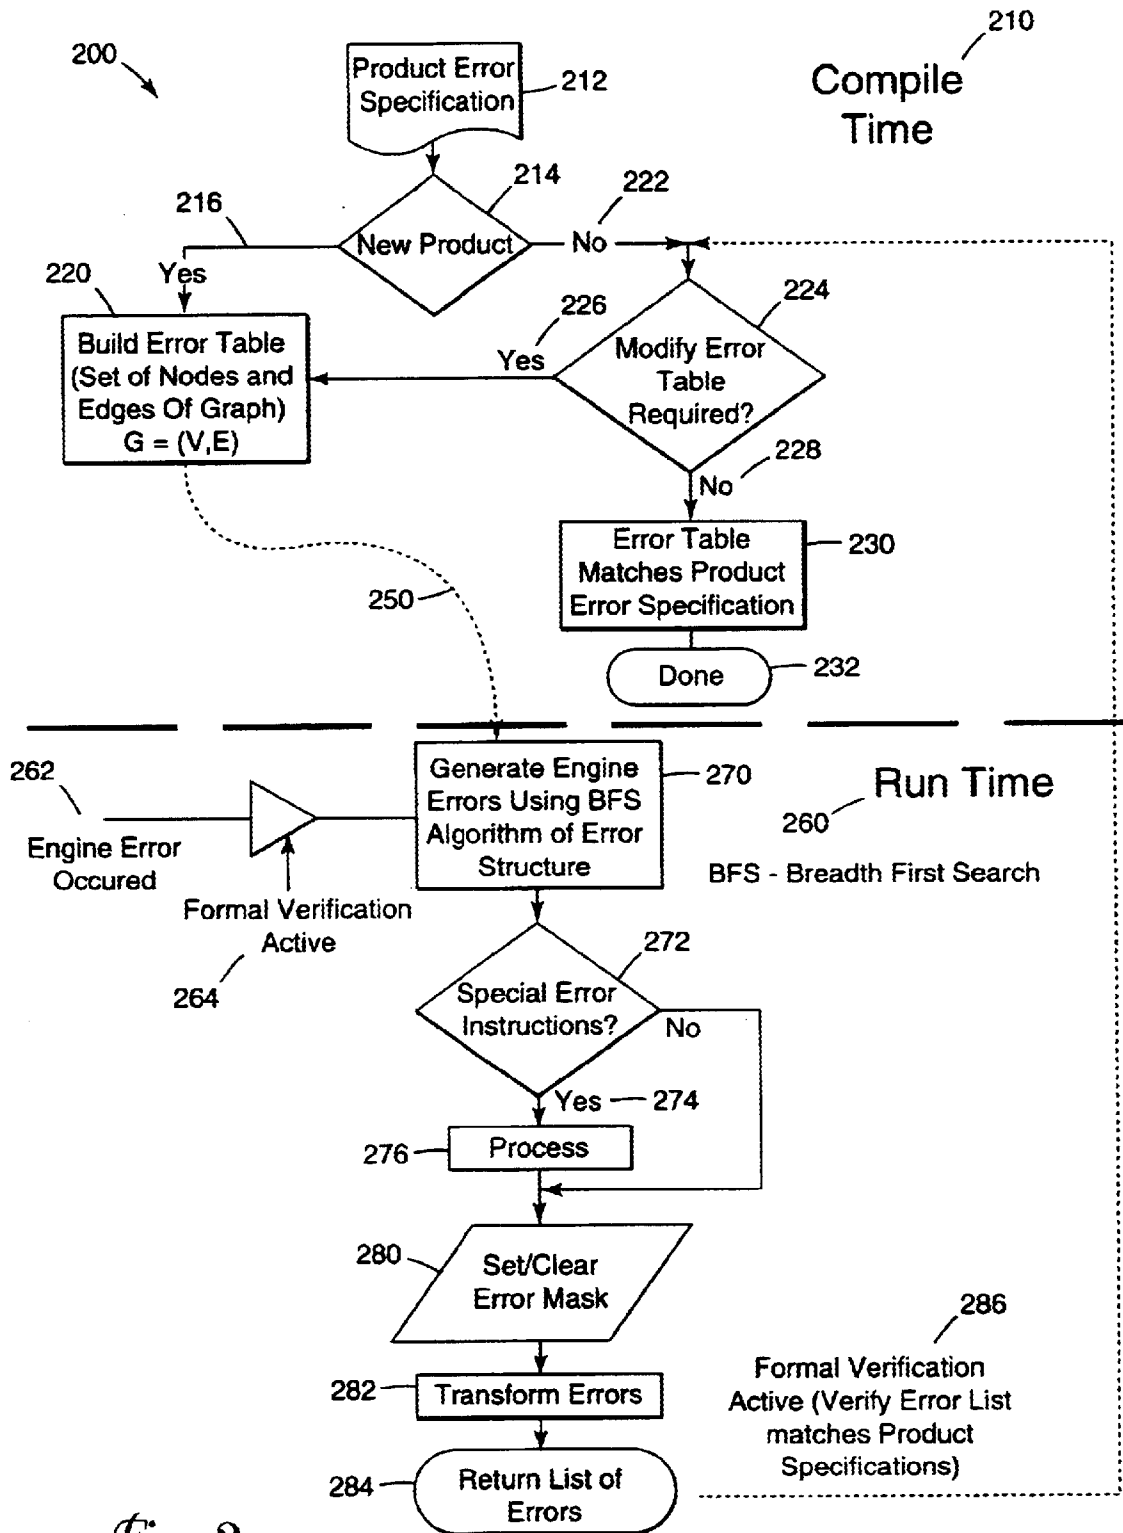 200
210
Product Error
Specification
212
Compile
Time
214
222
216
New Product
No
Yes
220
226
224
Build Error Table
(Set of Nodes and
Edges Of Graph)
G = (V,E)
Yes
Modify Error
Table
Required?
228
No
Error Table
Matches Product
Error Specification
230
250
Done
232
262
Engine Error
Occured
Generate Engine
Errors Using BFS
Algorithm of Error
Structure
270
Run Time
260
BFS - Breadth First Search
Formal Verification
Active
264
272
Special Error
Instructions?
No
Yes
274
276
Process
280
Set/Clear
Error Mask
286
Formal Verification
Active (Verify Error List
matches Product
Specifications)
282
Transform Errors
284
Return List of
Errors